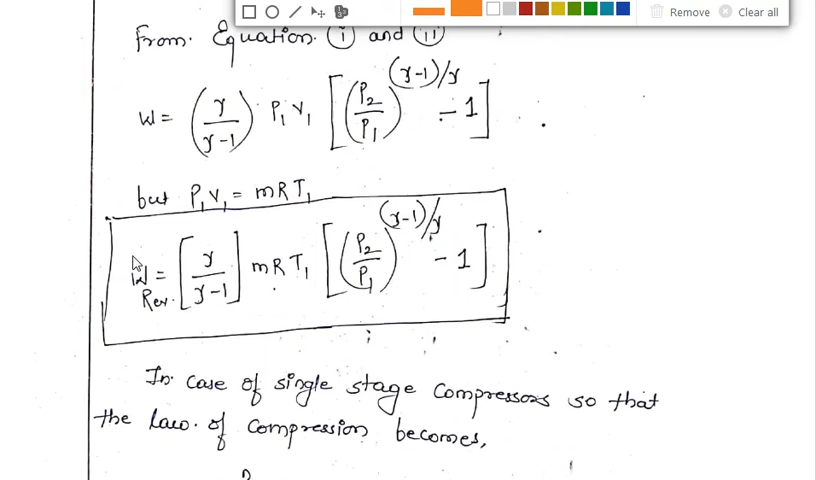 Remove Clear all
From. Equation. (i) and (ii)
W = (γ/γ-1) P₁V₁ [(P₂/P₁)^(γ-1)/γ - 1]
but P₁V₁ = mRT₁
W Rev. = [γ/γ-1] mRT₁ [(P₂/P₁)^(γ-1)/γ - 1]
In case of single stage compressors so that
the law. of compression becomes,